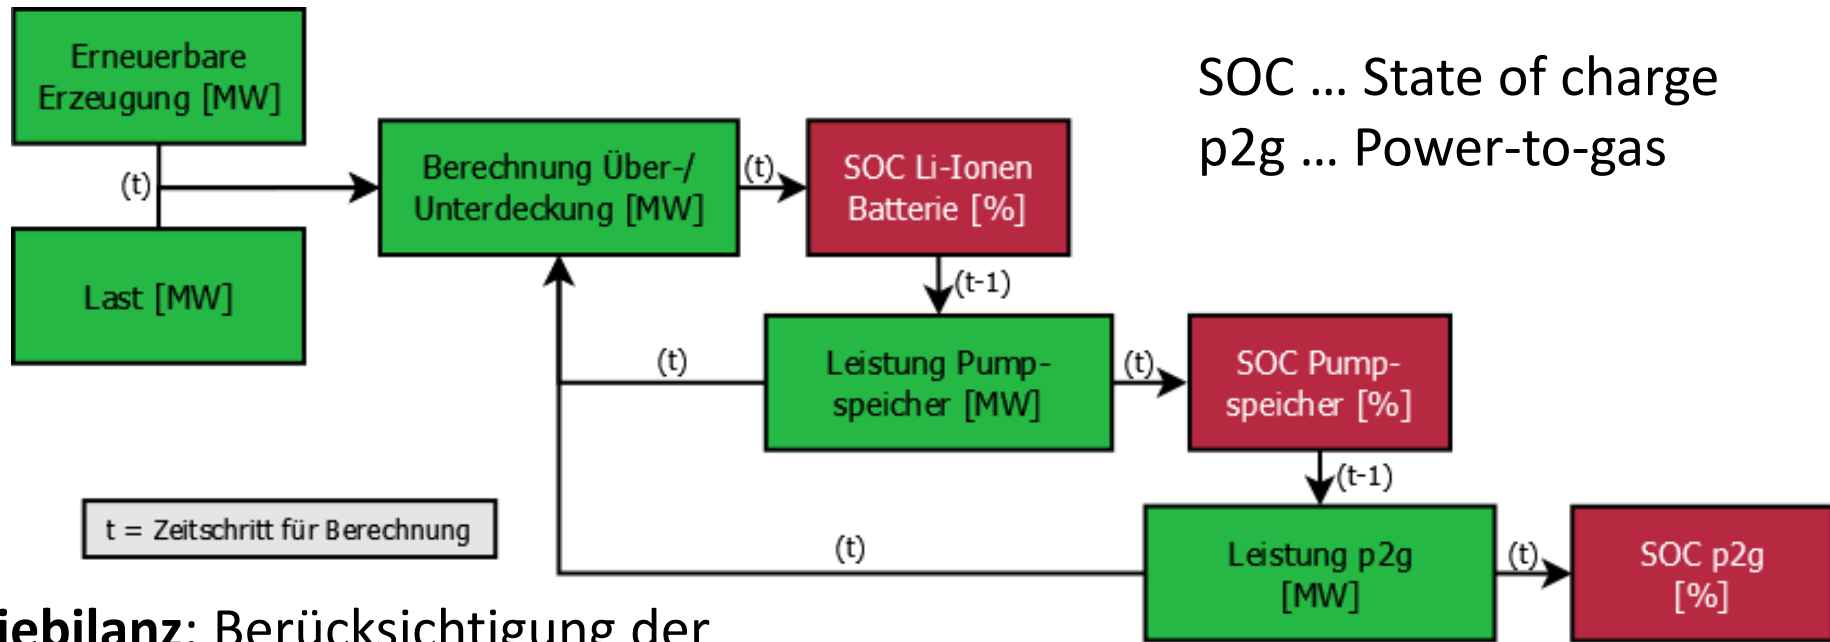 Erneuerbare
Erzeugung [MW]
SOC ... State of charge
p2g ... Power-to-gas
(t)
Last [MW]
Berechnung Über-/
Unterdeckung [MW]
(t)
SOC Li-Ionen
Batterie [%]
(t-1)
(t)
Leistung Pump-
speicher [MW]
(t)
SOC Pump-
speicher [%]
(t-1)
t = Zeitschritt für Berechnung
(t)
Leistung p2g
[MW]
(t)
SOC p2g
[%]
iebilanz: Berücksichtigung der